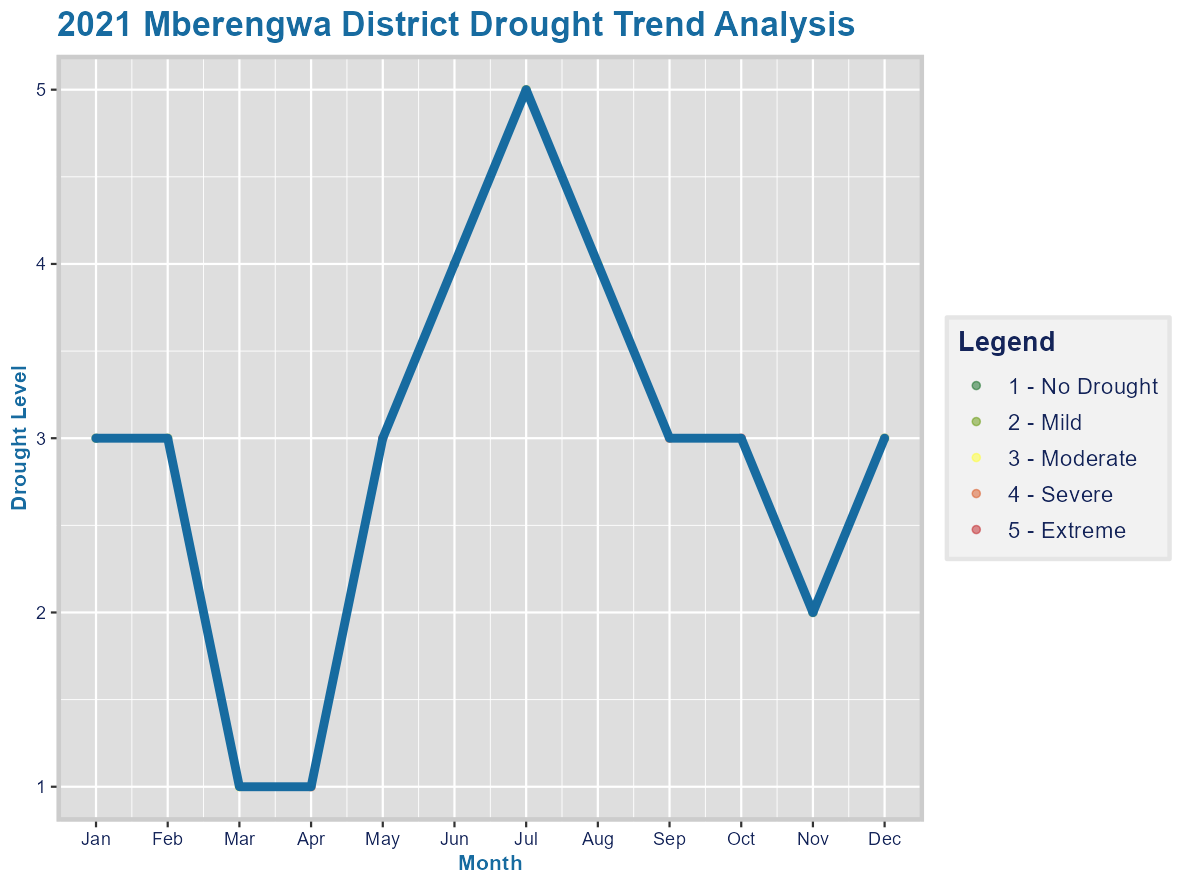 2021 Mberengwa District Drought Trend Analysis
Drought Level
5
4
3
2
1
Jan Feb Mar Apr May Jun Jul Aug Sep Oct Nov Dec
Month
Legend
1 - No Drought
2 - Mild
3 - Moderate
4 - Severe
5 - Extreme